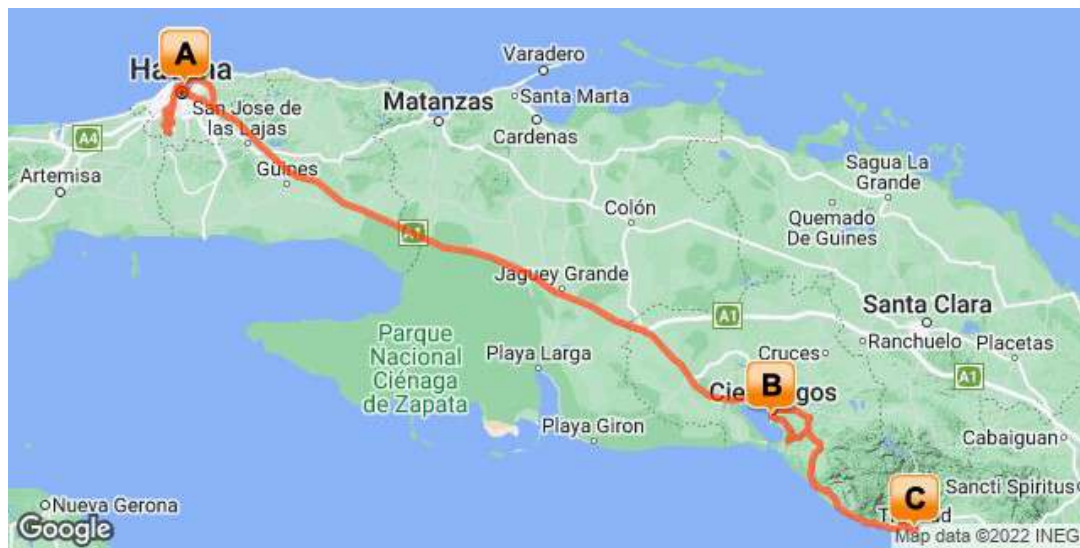 A
Varadero
San Jose de
las Lajas
Matanzas
Santa Marta
Cardenas
A4
Artemisa
Guines
Sagua La
Grande
Colón
Quemado
De Guines
A1
Jaguey Grande
Santa Clara
A1
Ranchuelo
Placetas
Parque
Nacional
Ciénaga
de Zapata
Playa Larga
Cruces
A1
B
Playa Giron
Cabaiguan
C
Sancti Spiritus
Nueva Gerona
Google
Map data ©2022 INEG